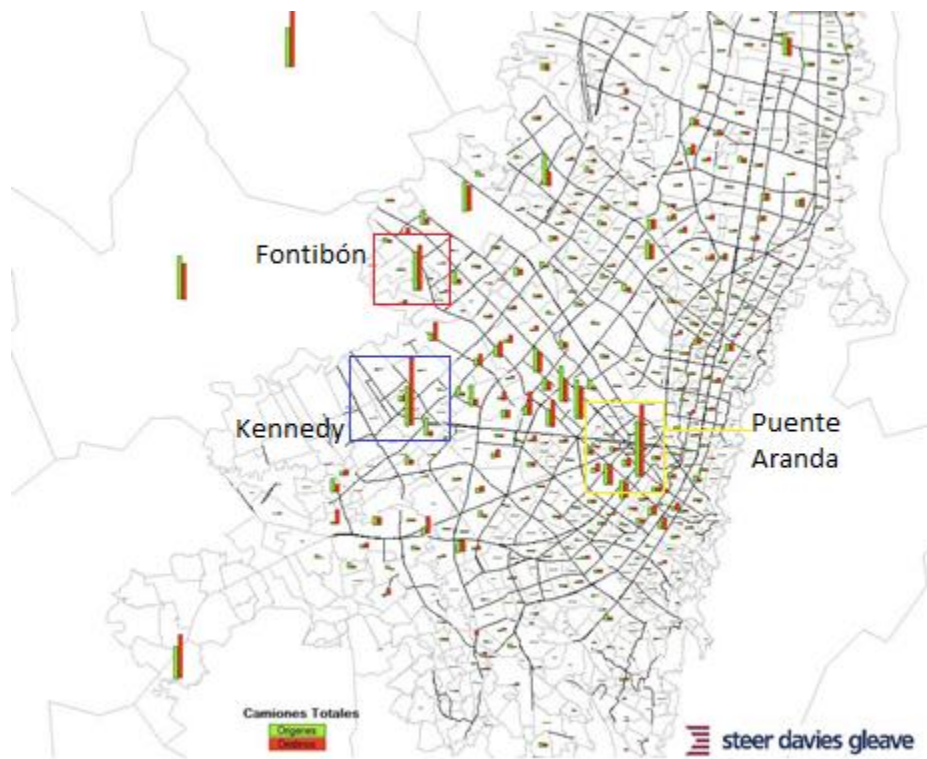 Fontibón
Kennedy
Puente
Aranda
Camiones Totales
Orígenes
Destinos
steer davies gleave